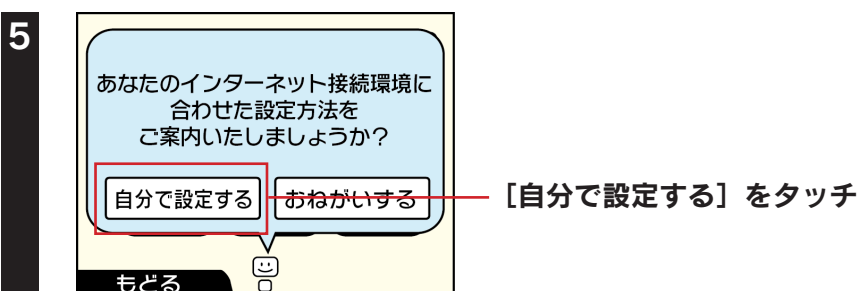 5
あなたのインターネット接続環境に
合わせた設定方法を
ご案内いたしましょうか？
自分で設定する
おねがいする
［自分で設定する］をタッチ
もどる